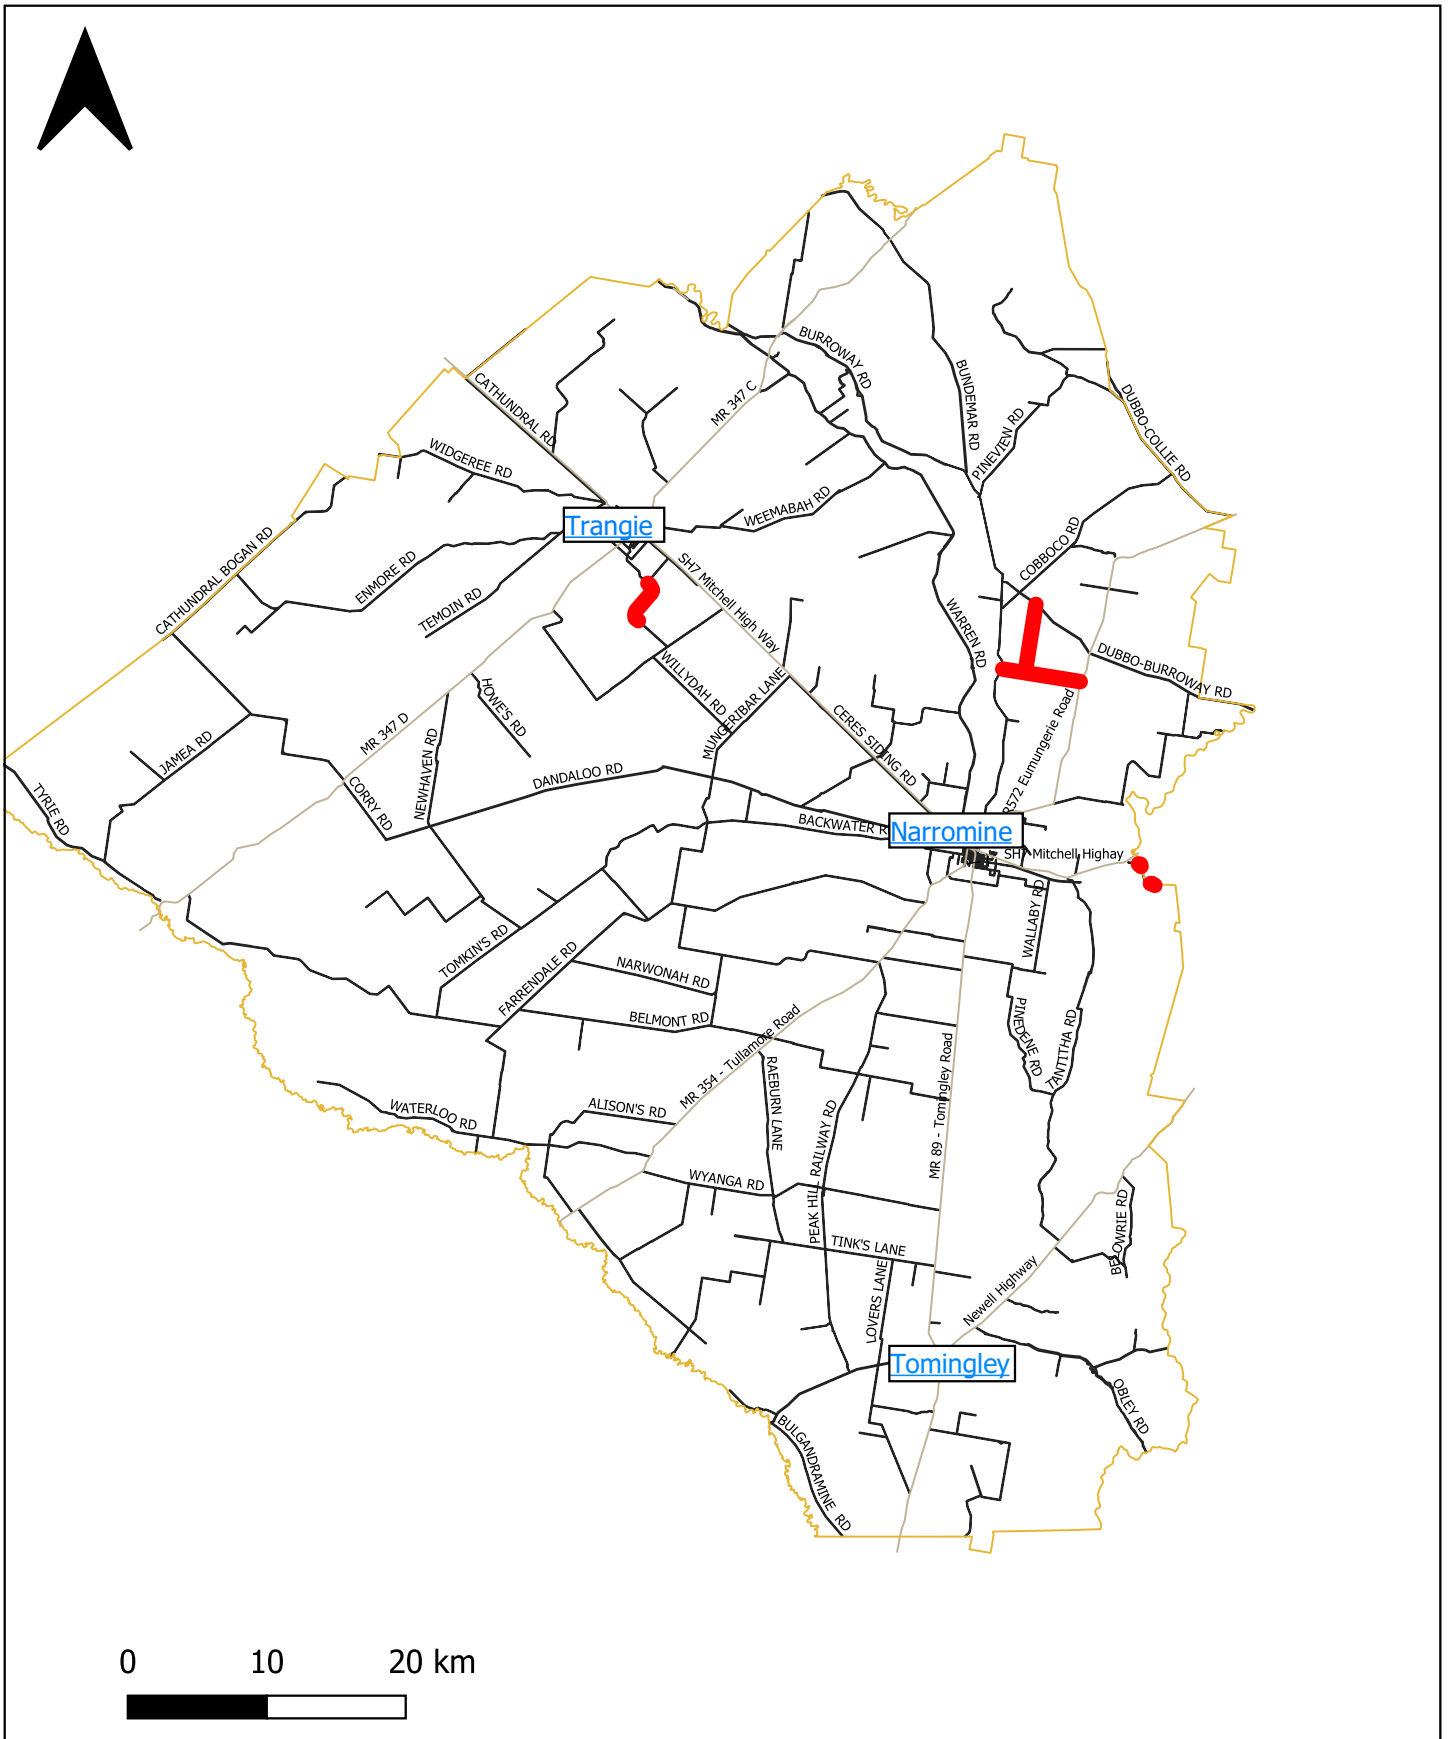 BURROWAY RD
BUNDEMAR RD
CATHUNDRAL RD
MR 347 C
DUBBO-COLLIE RD
PINEVIEW RD
WIDGEREE RD
WEEMABAH RD
Trangie
CATHUNDRAL BOGAN RD
ENMORE RD
TEMOIN RD
SH7 Mitchell High Way
COBBOCO RD
WARREN RD
DUBBO-BURROWAY RD
WILLYDAH RD
MUNGERIBAR LANE
HOWE'S RD
MR 347 D
JAMEA RD
NEWHAVEN RD
CERES SIDING RD
R572 Eumungerie Road
TYRIE RD
CORRY RD
DANDALOO RD
BACKWATER R
Narromine
SH7 Mitchell Highay
WALLABY RD
TOMKIN'S RD
FARRENDALE RD
NARWONAH RD
BELMONT RD
MR 354 - Tullamore Road
PINEDENE RD
TANTITHA RD
WATERLOO RD
ALISON'S RD
RAEBURN LANE
PEAK HILL RAILWAY RD
MR 89 - Tomingley Road
WYANGA RD
TINK'S LANE
BELOWRIE RD
LOVERS LANE
Newell Highway
Tomingley
OBLEY RD
BULGANDRAMINE RD
0 10 20 km